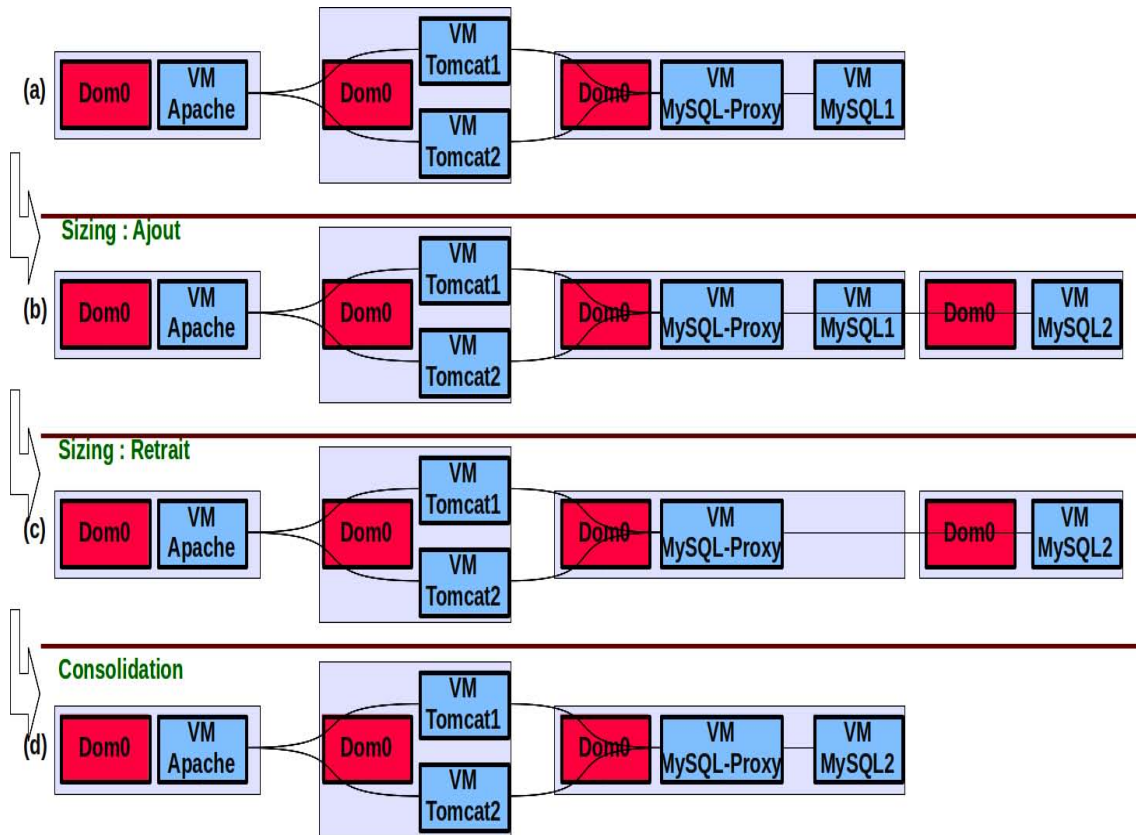 (a)
Dom0
VM
Apache
Dom0
VM
Tomcat1
VM
Tomcat2
Dom0
VM
MySQL-Proxy
VM
MySQL1
Sizing : Ajout
(b)
Dom0
VM
Apache
Dom0
VM
Tomcat1
VM
Tomcat2
Dom0
VM
MySQL-Proxy
VM
MySQL1
Dom0
VM
MySQL2
Sizing : Retrait
(c)
Dom0
VM
Apache
Dom0
VM
Tomcat1
VM
Tomcat2
Dom0
VM
MySQL-Proxy
Dom0
VM
MySQL2
Consolidation
(d)
Dom0
VM
Apache
Dom0
VM
Tomcat1
VM
Tomcat2
Dom0
VM
MySQL-Proxy
VM
MySQL2